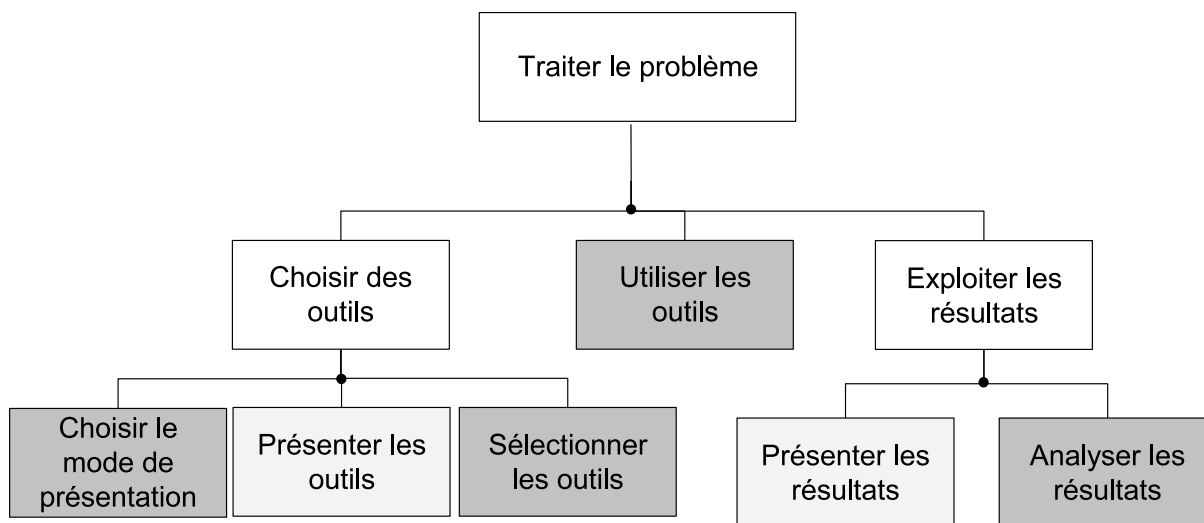 Traiter le problème
Choisir des
outils
Utiliser les
outils
Exploiter les
résultats
Choisir le
mode de
présentation
Présenter les
outils
Sélectionner
les outils
Présenter les
résultats
Analyser les
résultats